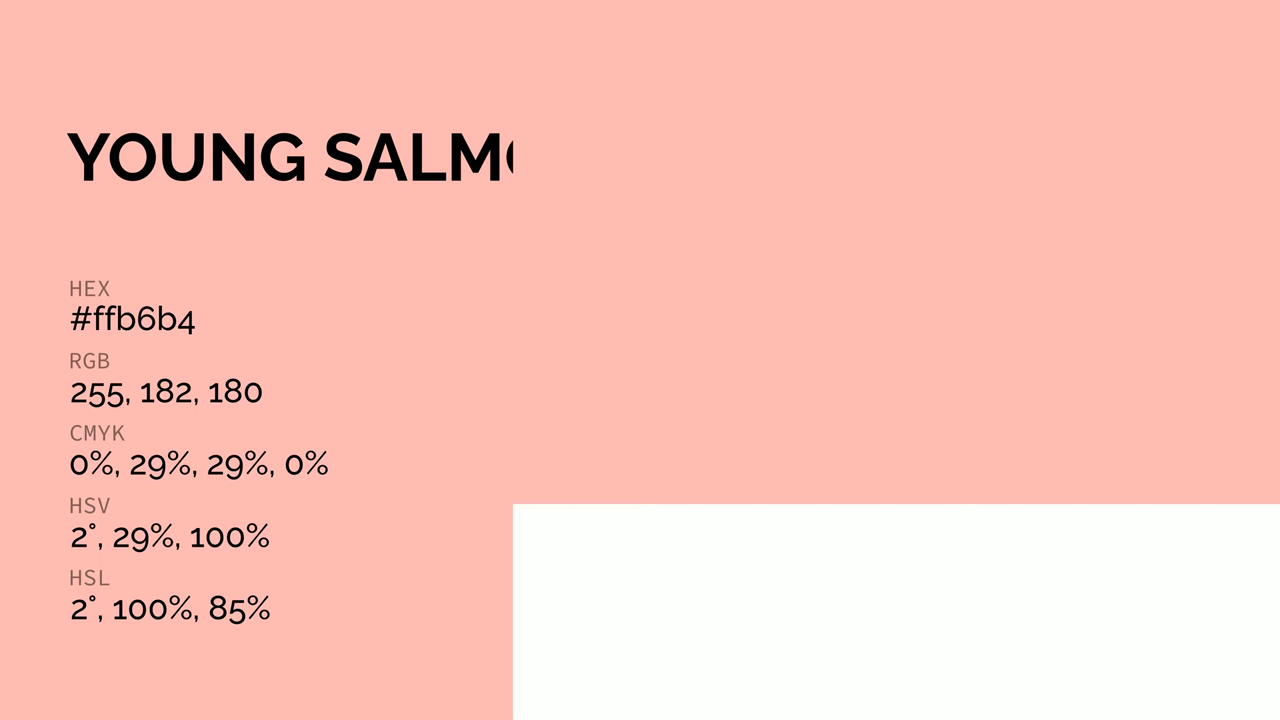 YOUNG SALM
HEX
#ffb6b4
RGB
255, 182, 180
CMYK
0%, 29%, 29%, 0%
HSV
2°, 29%, 100%
HSL
2°, 100%, 85%